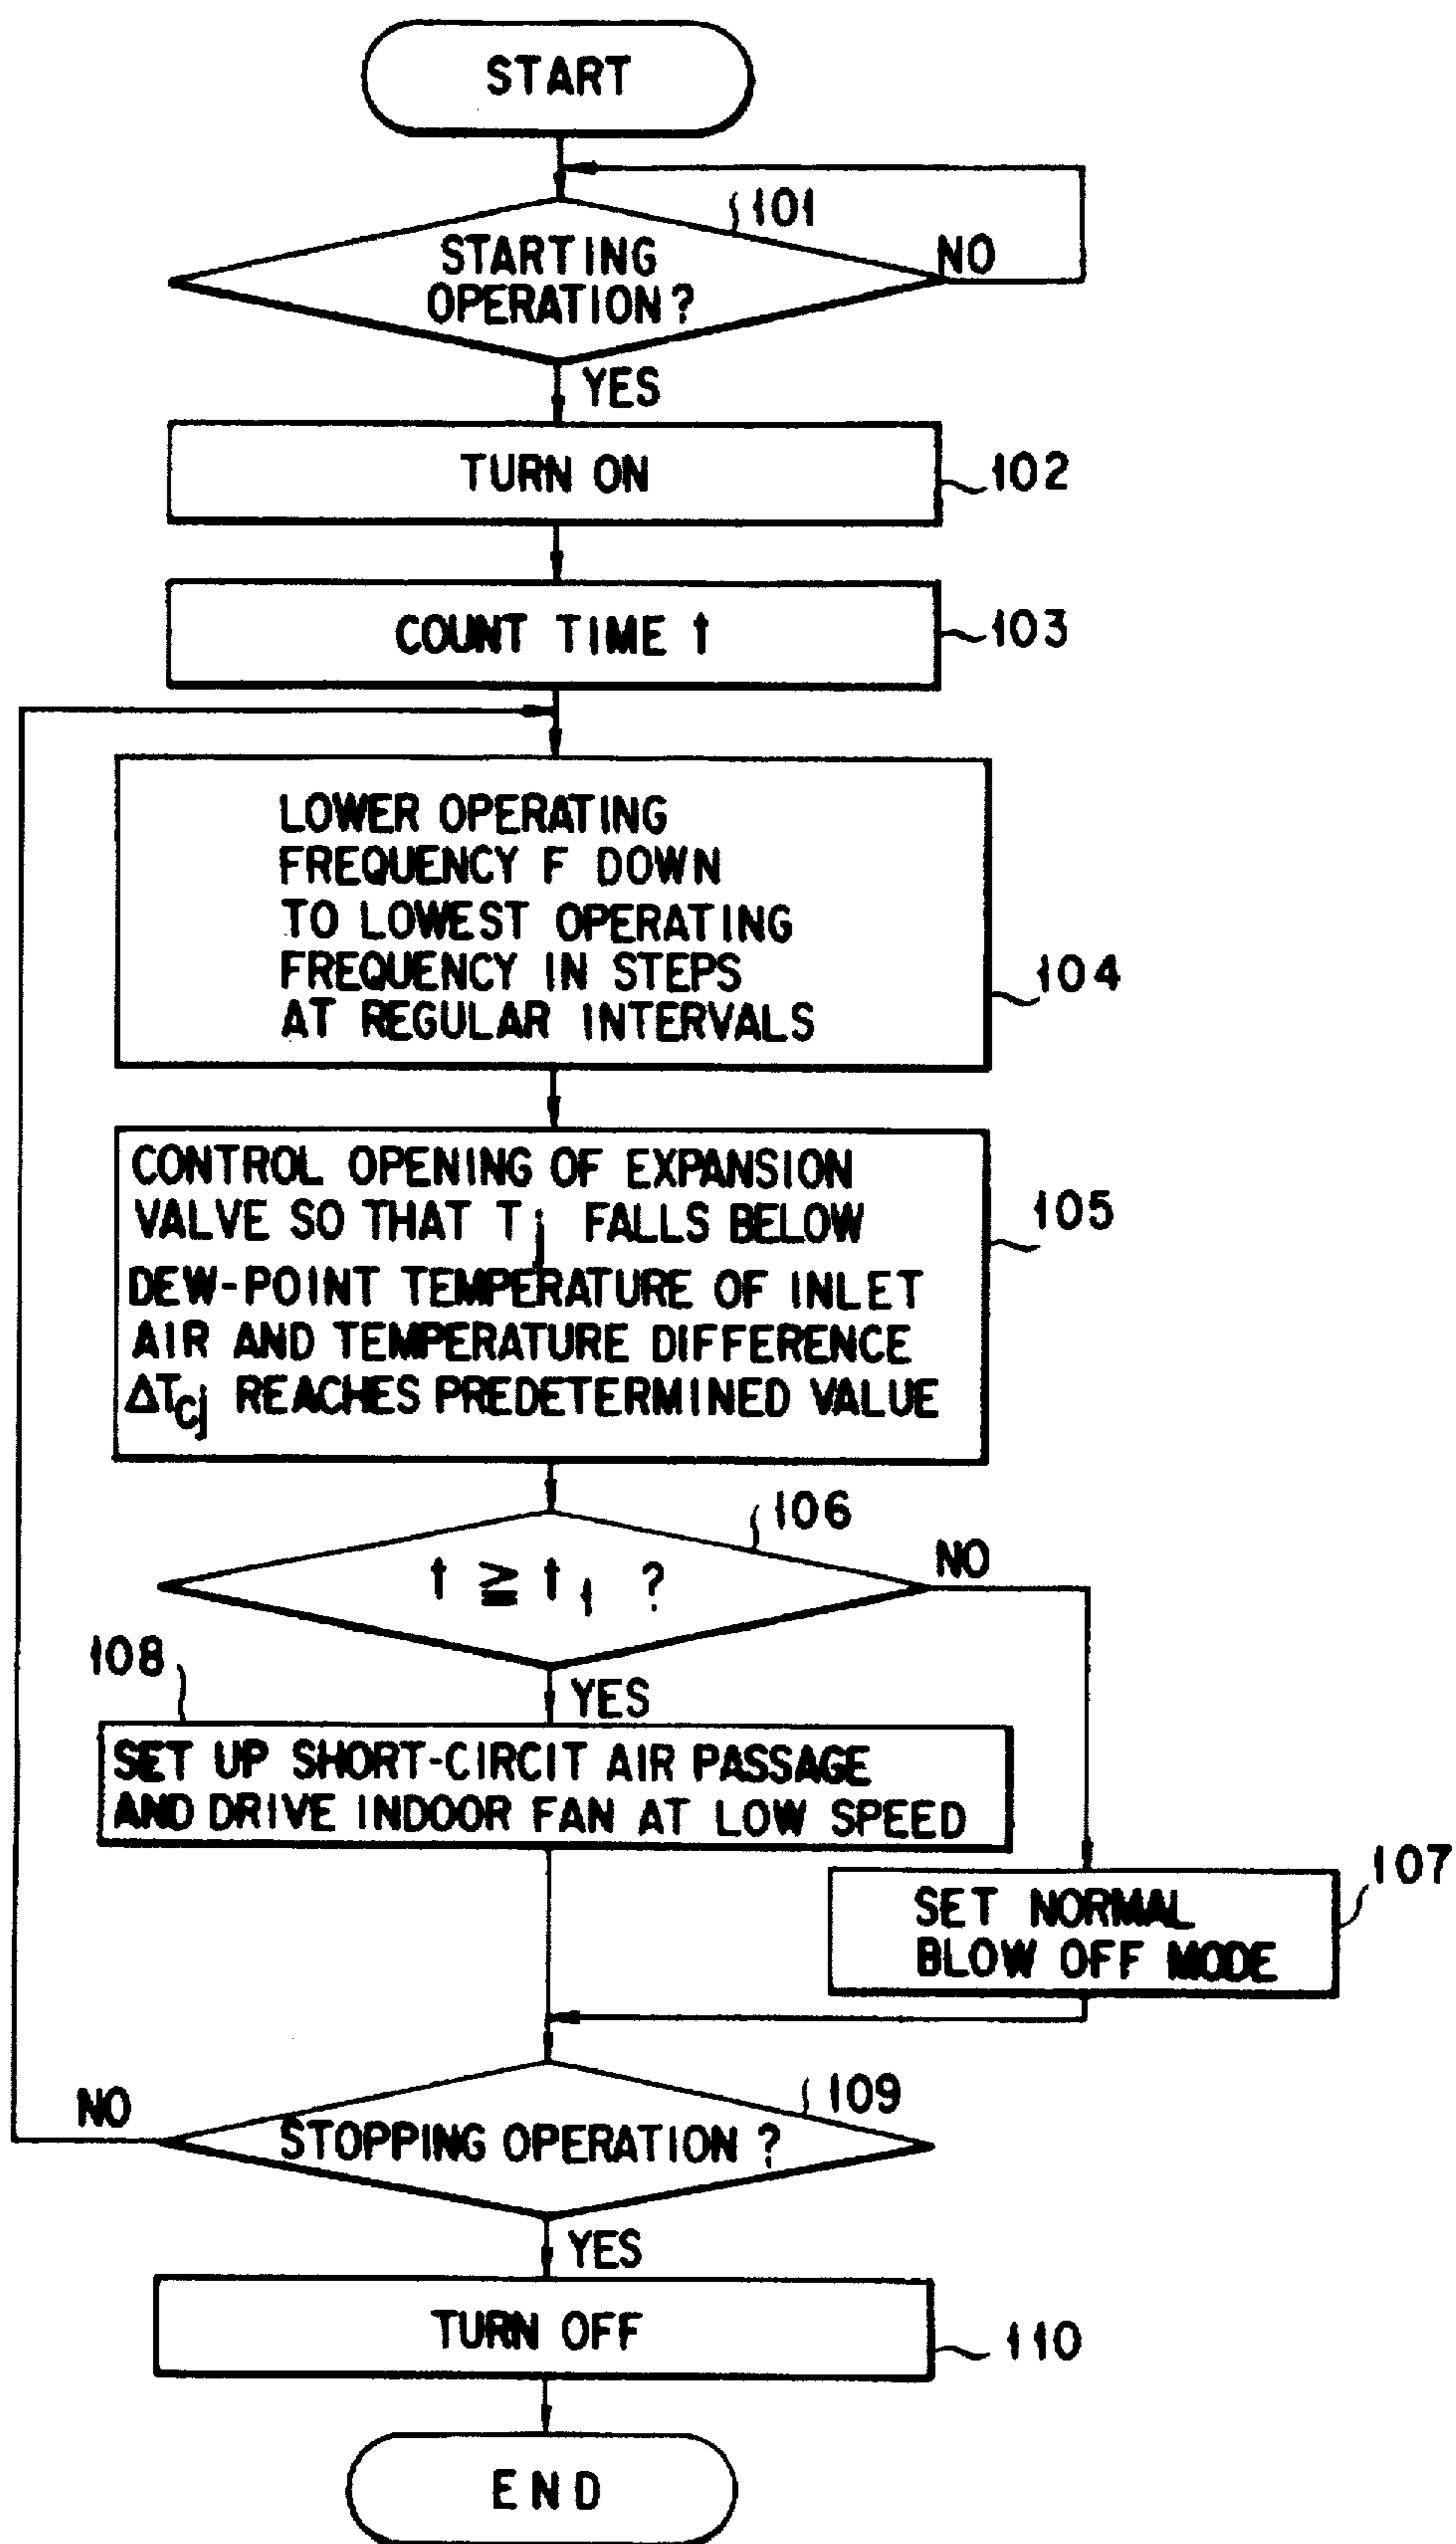 START
101
STARTING
OPERATION?
NO
YES
TURN ON
102
COUNT TIME t
103
LOWER OPERATING
FREQUENCY F DOWN
TO LOWEST OPERATING
FREQUENCY IN STEPS
AT REGULAR INTERVALS
104
CONTROL OPENING OF EXPANSION
VALVE SO THAT Tj FALLS BELOW
DEW-POINT TEMPERATURE OF INLET
AIR AND TEMPERATURE DIFFERENCE
ΔTcj REACHES PREDETERMINED VALUE
105
106
t ≧ t1 ?
NO
YES
108
SET UP SHORT-CIRCIT AIR PASSAGE
AND DRIVE INDOOR FAN AT LOW SPEED
107
SET NORMAL
BLOW OFF MODE
109
NO
STOPPING OPERATION?
YES
TURN OFF
110
END